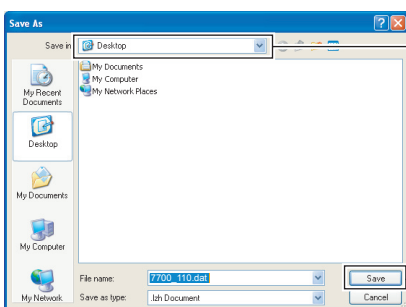 Save As
Save in
Desktop
My Documents
My Computer
My Network Places
My Recent
Documents
Desktop
My Documents
My Computer
My Network
File name:
7700_110.dat
Save
Save as type:
.lzh Document
Cancel